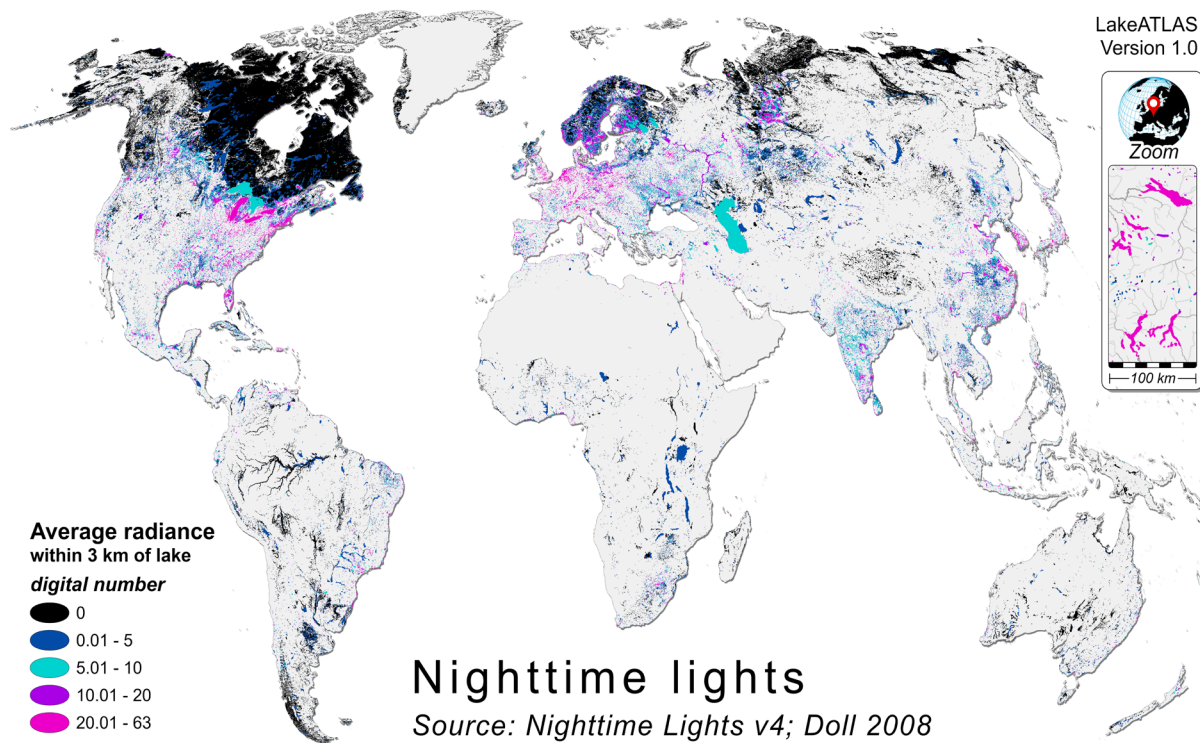 LakeATLAS
Version 1.0
Zoom
100 km
Average radiance
within 3 km of lake
digital number
0
0.01 - 5
5.01 - 10
10.01 - 20
20.01 - 63
Nighttime lights
Source: Nighttime Lights v4; Doll 2008